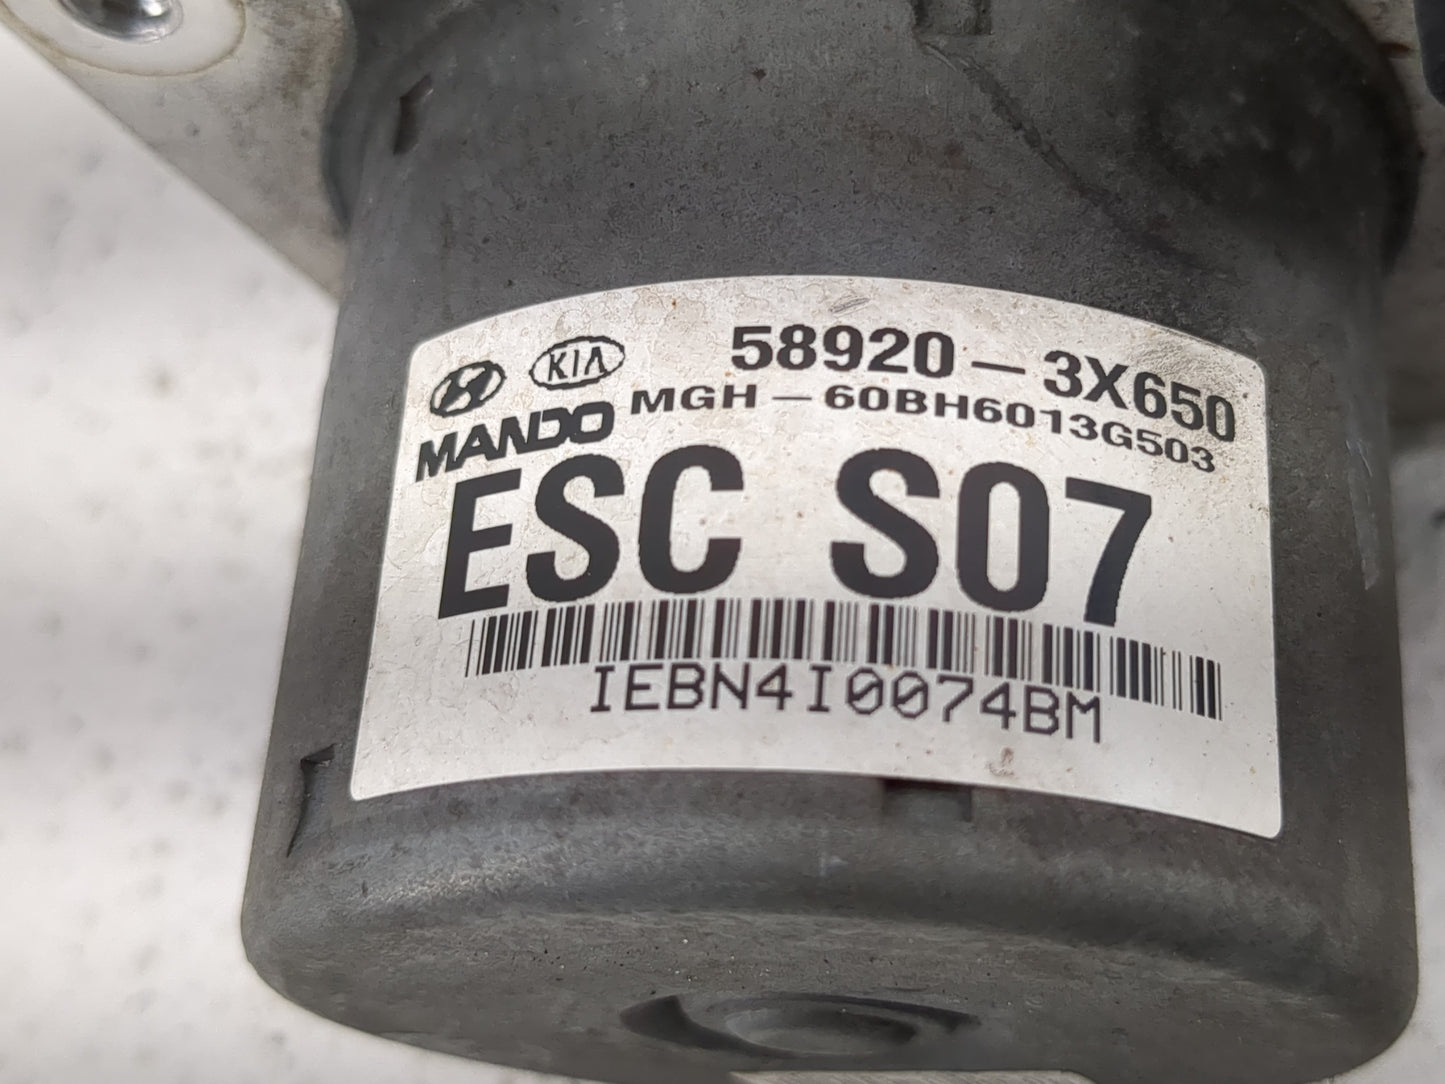 KIA 58920-3X650
MANDO MGH-60BH6013G503
ESC S07
IEBN4I0074BM